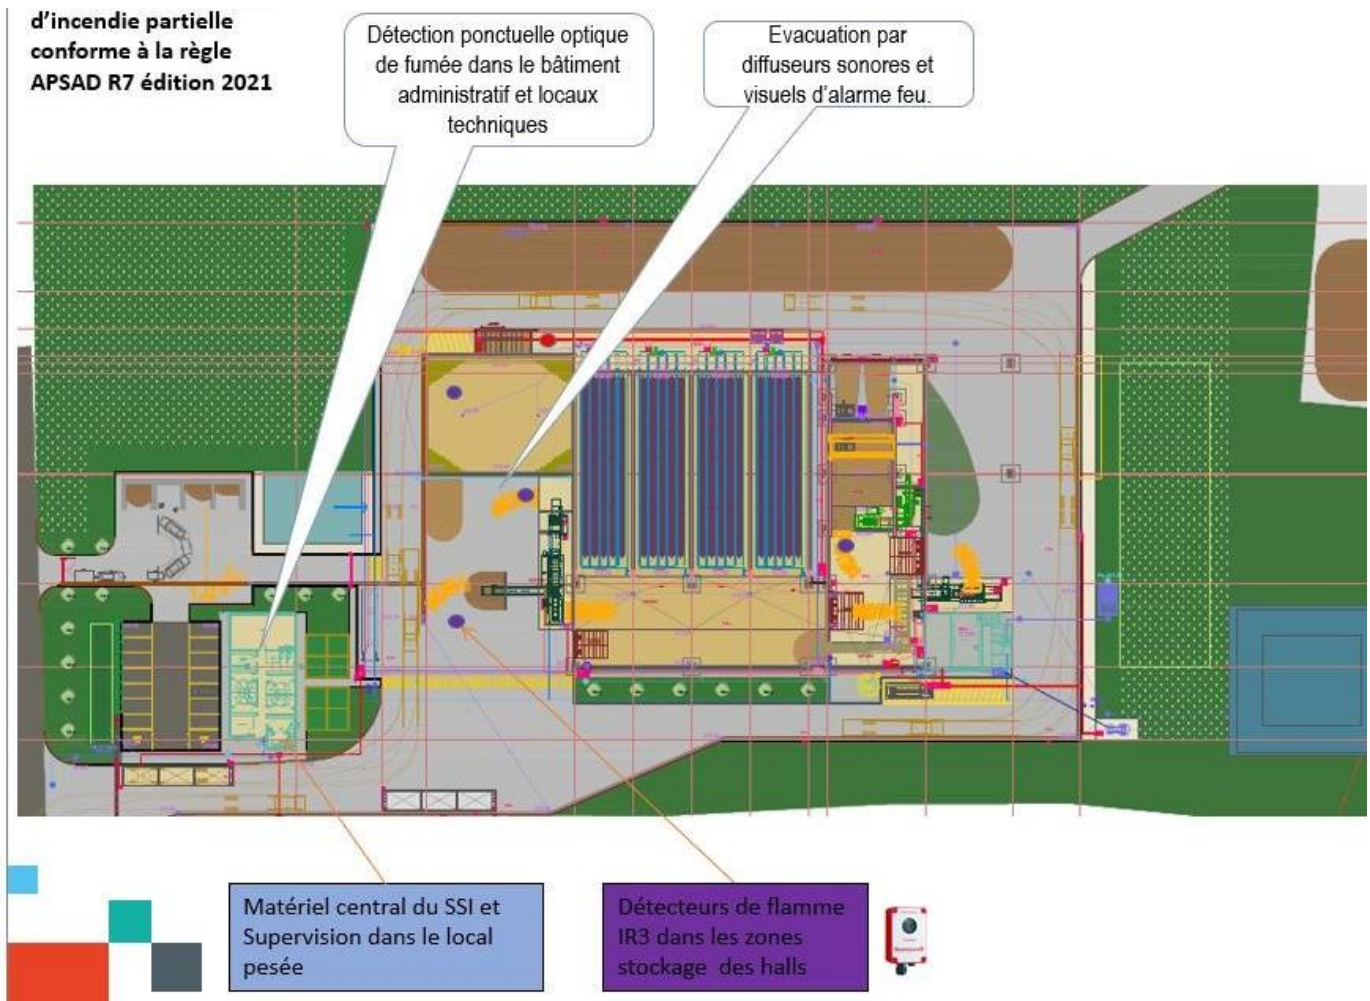 d'incendie partielle
conforme à la règle
APSAD R7 édition 2021
Détection ponctuelle optique
de fumée dans le bâtiment
administratif et locaux
techniques
Evacuation par
diffuseurs sonores et
visuels d'alarme feu.
Matériel central du SSI et
Supervision dans le local
pesée
Détecteurs de flamme
IR3 dans les zones
stockage des halls
Honeywell